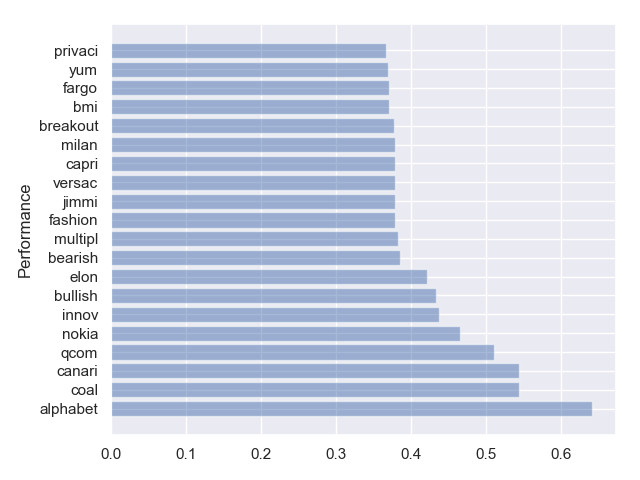 privaci
yum
fargo
bmi
breakout
milan
capri
versac
jimmi
fashion
multipl
bearish
elon
bullish
innov
nokia
qcom
canari
coal
alphabet
Performance
0.0 0.1 0.2 0.3 0.4 0.5 0.6